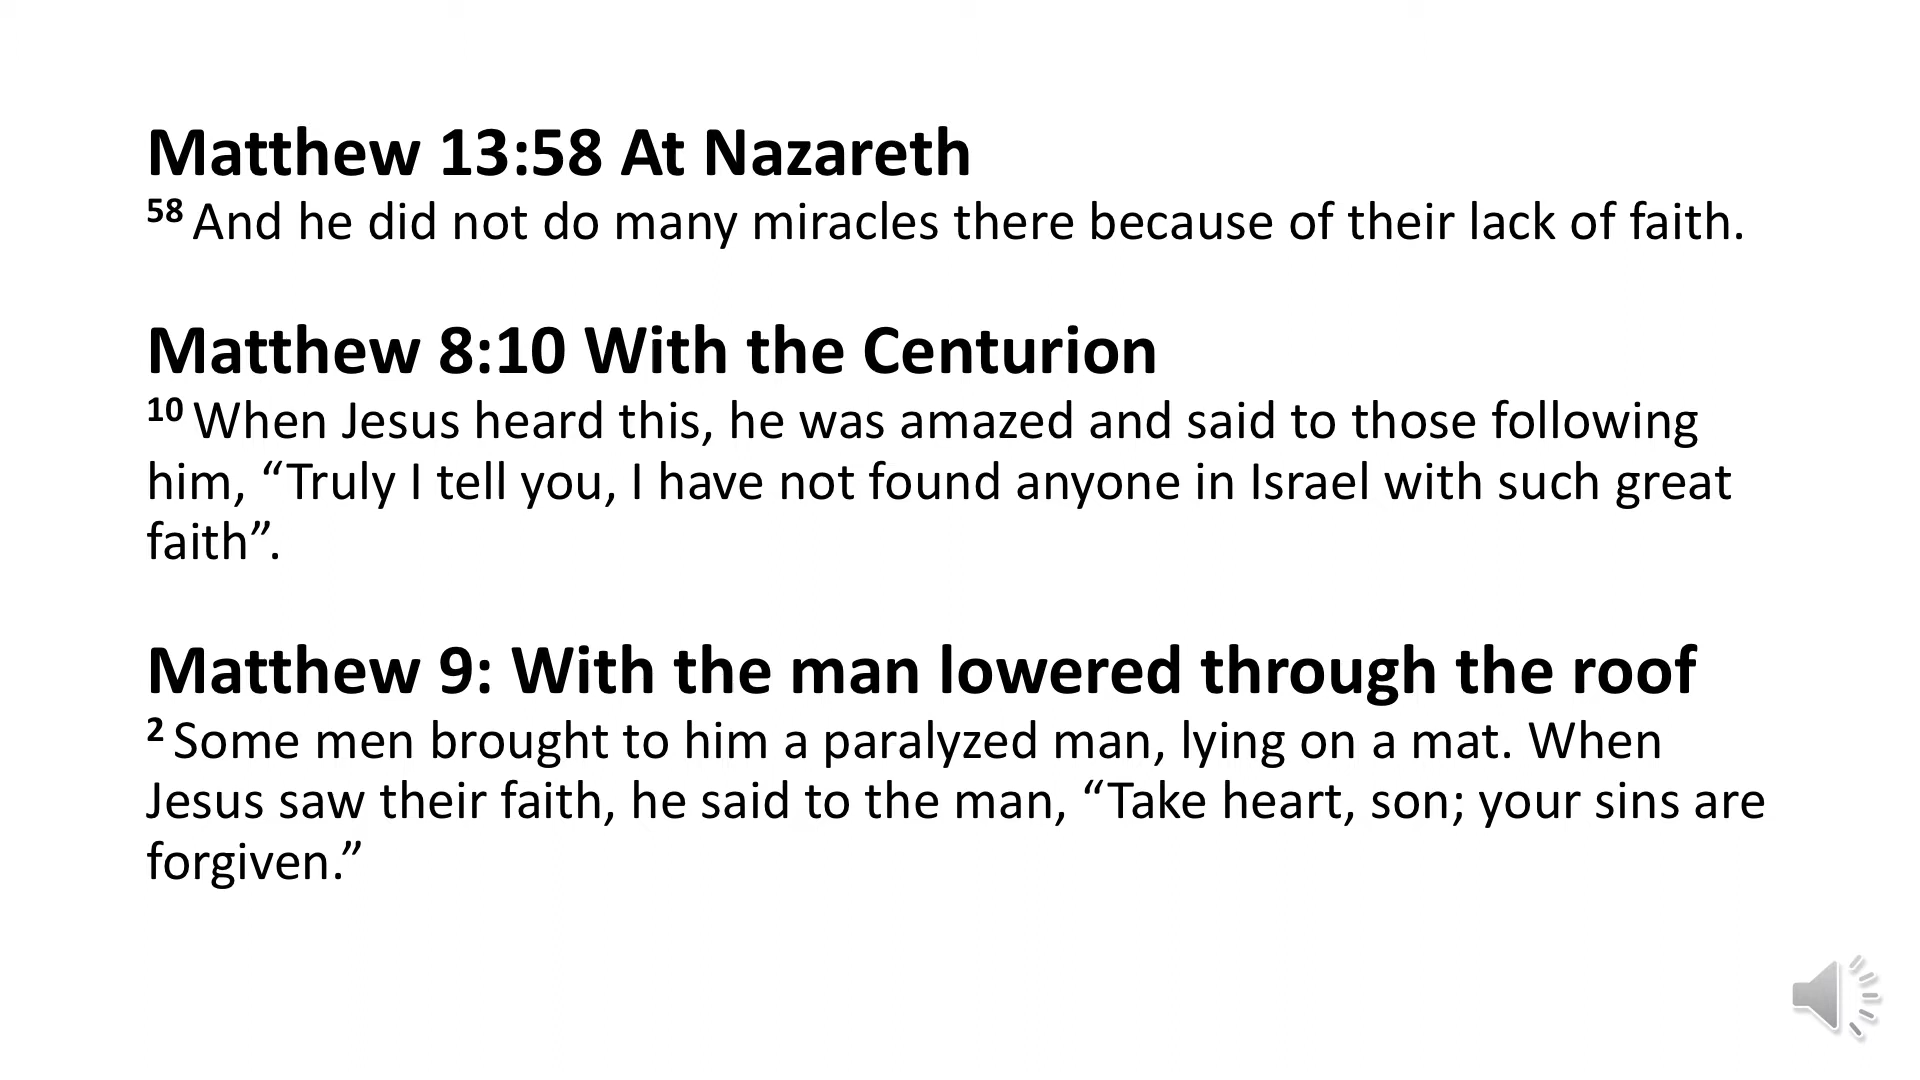 Matthew 13:58 At Nazareth
58 And he did not do many miracles there because of their lack of faith.
Matthew 8:10 With the Centurion
10 When Jesus heard this, he was amazed and said to those following
him, “Truly I tell you, I have not found anyone in Israel with such great
faith”.
Matthew 9: With the man lowered through the roof
2 Some men brought to him a paralyzed man, lying on a mat. When
Jesus saw their faith, he said to the man, “Take heart, son; your sins are
forgiven.”